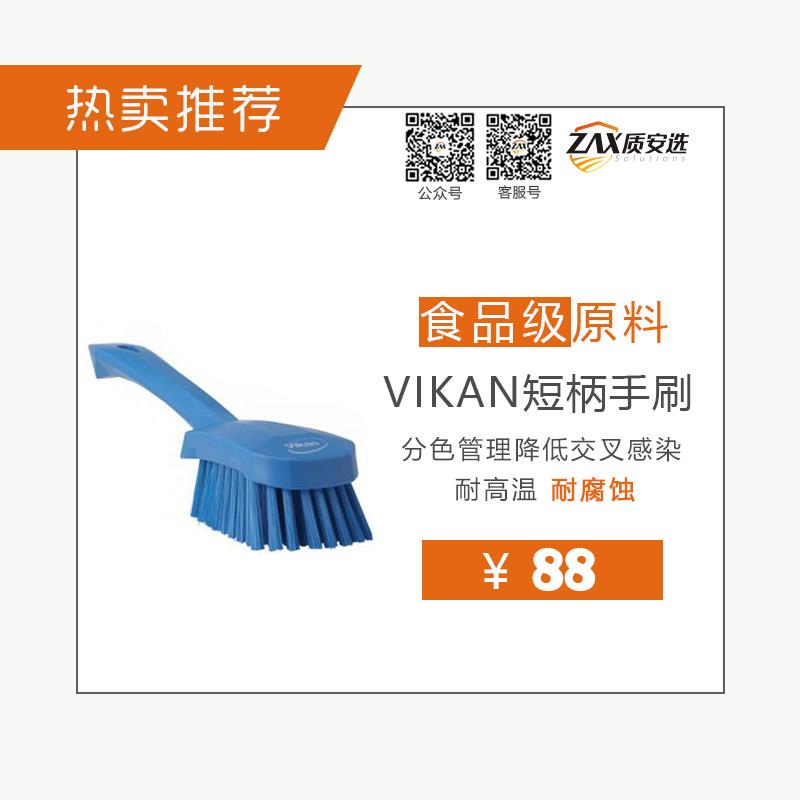 热卖推荐
ZAX质安选
Solutions
公众号 客服号
食品级原料
VIKAN短柄手刷
分色管理降低交叉感染
耐高温 耐腐蚀
¥ 88
Vikan